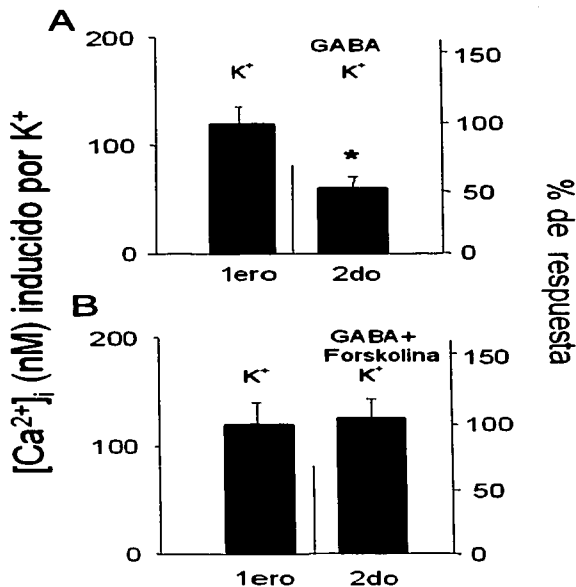 A
200
100
0
GABA
K⁺
K⁺
*
150
100
50
0
1ero
2do
B
200
100
0
GABA+
Forskolina
K⁺
K⁺
150
100
50
0
1ero
2do
[Ca²⁺]ᵢ (nM) inducido por K⁺
% de respuesta